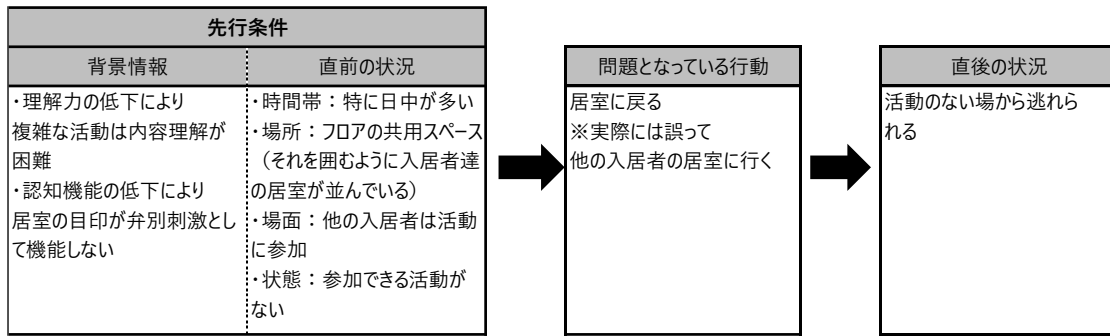 先行条件
背景情報
直前の状況
・理解力の低下により
複雑な活動は内容理解が
困難
・認知機能の低下により
居室の目印が弁別刺激とし
て機能しない
・時間帯：特に日中が多い
・場所：フロアの共用スペース
（それを囲むように入居者達
の居室が並んでいる）
・場面：他の入居者は活動
に参加
・状態：参加できる活動が
ない
問題となっている行動
居室に戻る
※実際には誤って
他の入居者の居室に行く
直後の状況
活動のない場から逃れら
れる